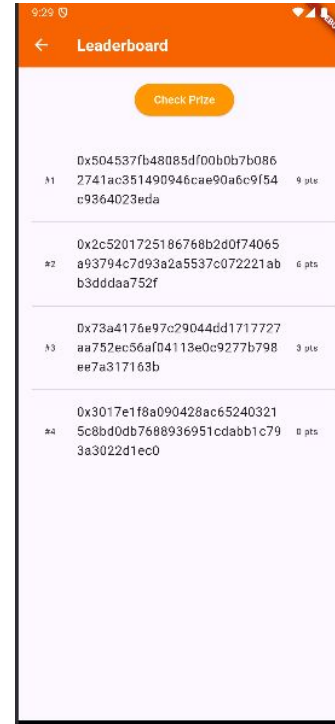 9:29
Leaderboard
Check Prize
0x504537fb48085df00b0b7b086
#1 2741ac351490946cae90a6c9f54 9 pts
c9364023eda
0x2c5201725186768b2d0f74065
#2 a93794c7d93a2a5537c072221ab 6 pts
b3dddaa752f
0x73a4176e97c29044dd1717727
#3 aa752ec56af04113e0c9277b798 3 pts
ee7a317163b
0x3017e1f8a090428ac65240321
#4 5c8bd0db7688936951cdabb1c79 0 pts
3a3022d1ec0